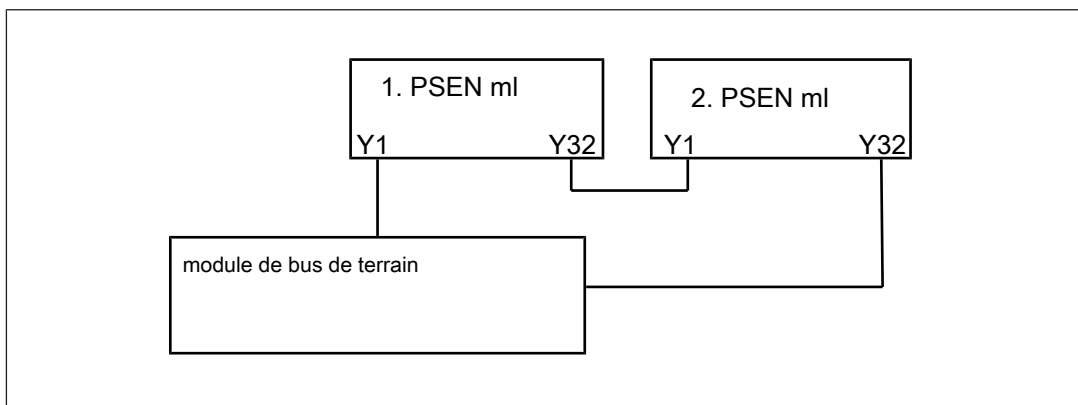 1. PSEN ml
2. PSEN ml
Y1
Y32
Y1
Y32
module de bus de terrain